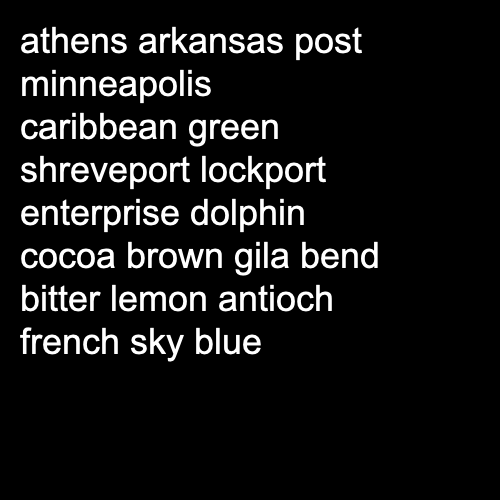 athens arkansas post
minneapolis
caribbean green
shreveport lockport
enterprise dolphin
cocoa brown gila bend
bitter lemon antioch
french sky blue